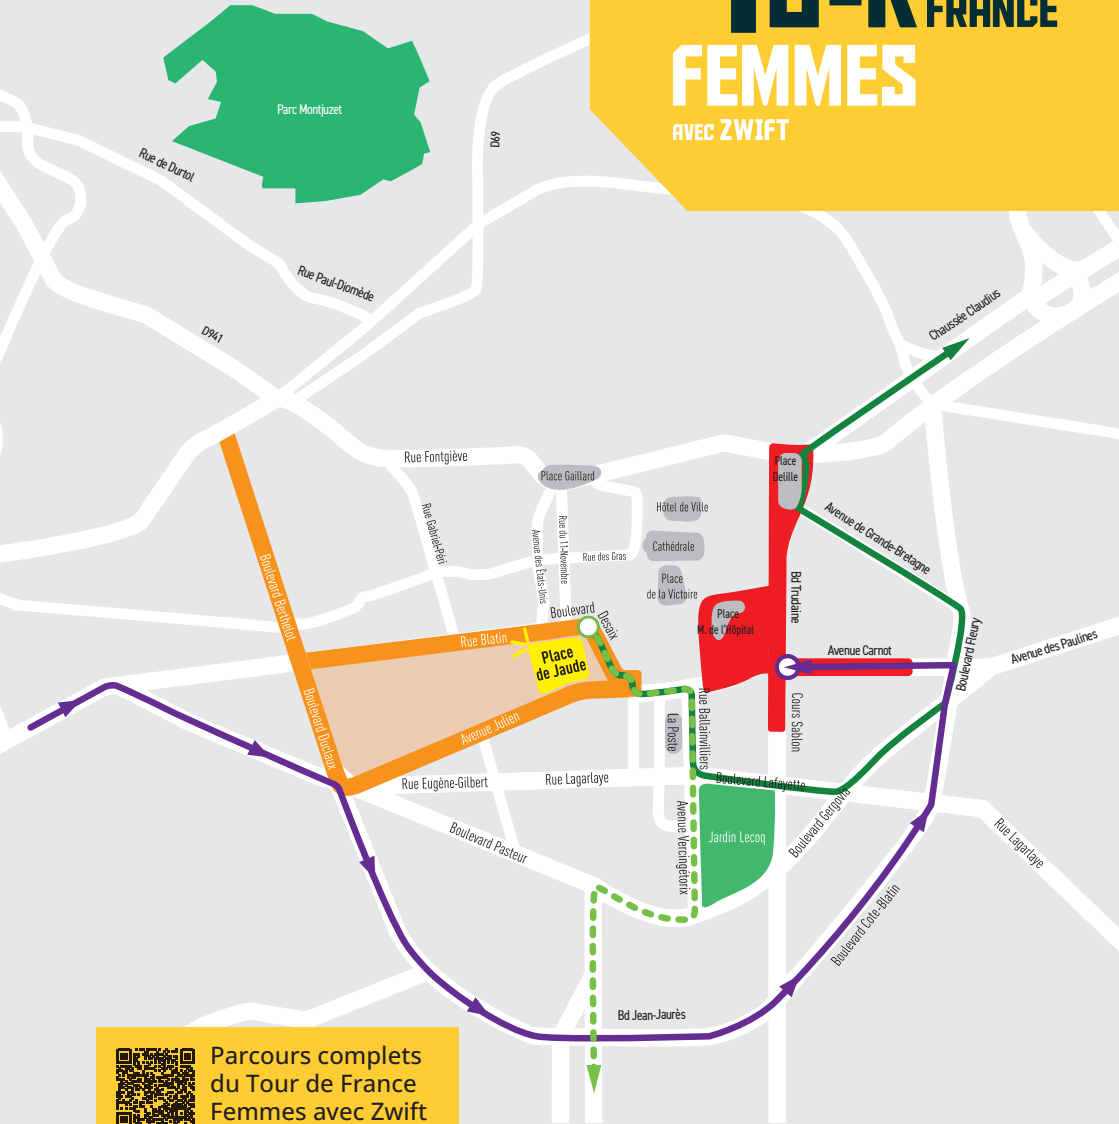 FRANCE
FEMMES
AVEC ZWIFT
Parc Montjuzet
D69
Rue de Durtol
Rue Paul-Diomède
D941
Chaussée Claudius
Rue Fontgiève
Place Gaillard
Place
Delille
Rue Gabriel-Péri
Avenue des États-Unis
Rue du 11-Novembre
Rue des Gras
Hôtel de Ville
Cathédrale
Place
de la Victoire
Avenue de Grande-Bretagne
Bd Trudaine
Boulevard Berthelot
Boulevard
Desaix
Rue Blatin
Place
de Jaude
Place
M. de l'Hôpital
Avenue Carnot
Boulevard Fleury
Avenue des Paulines
Boulevard Duclaux
Avenue Julien
La Poste
Rue Ballainvilliers
Cours Sablon
Rue Eugène-Gilbert
Rue Lagarlaye
Boulevard Lafayette
Boulevard Gergovia
Boulevard Pasteur
Avenue Vercingétorix
Jardin Lecoq
Rue Lagarlaye
Boulevard Cote-Blatin
Bd Jean-Jaurès
Parcours complets
du Tour de France
Femmes avec Zwift